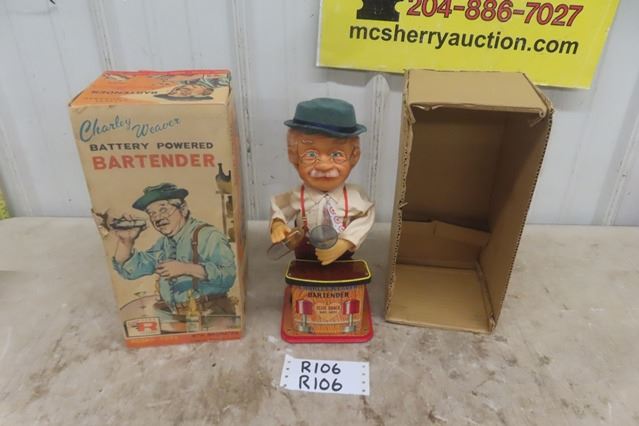 204-886-7027
mcsherryauction.com
Charley Weaver
BATTERY POWERED
BARTENDER
R
BARTENDER
R106
R106